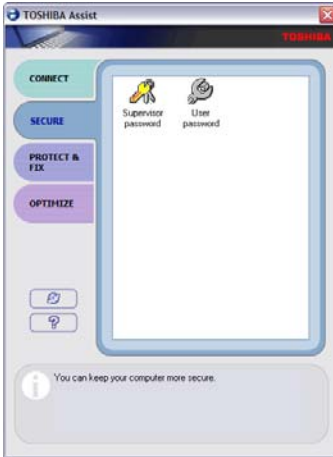 TOSHIBA Assist
TOSHIBA
CONNECT
SECURE
PROTECT &
FIX
OPTIMIZE
Supervisor
password
User
password
?
You can keep your computer more secure.